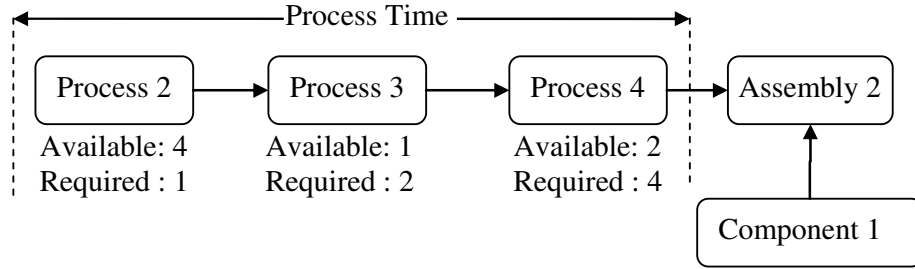 Process Time
Process 2
Process 3
Process 4
Assembly 2
Available: 4
Required : 1
Available: 1
Required : 2
Available: 2
Required : 4
Component 1